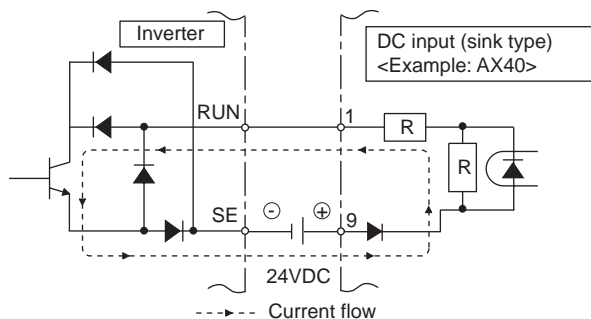 Inverter
DC input (sink type)
<Example: AX40>
RUN
1
R
R
SE
- +
9
24VDC
Current flow